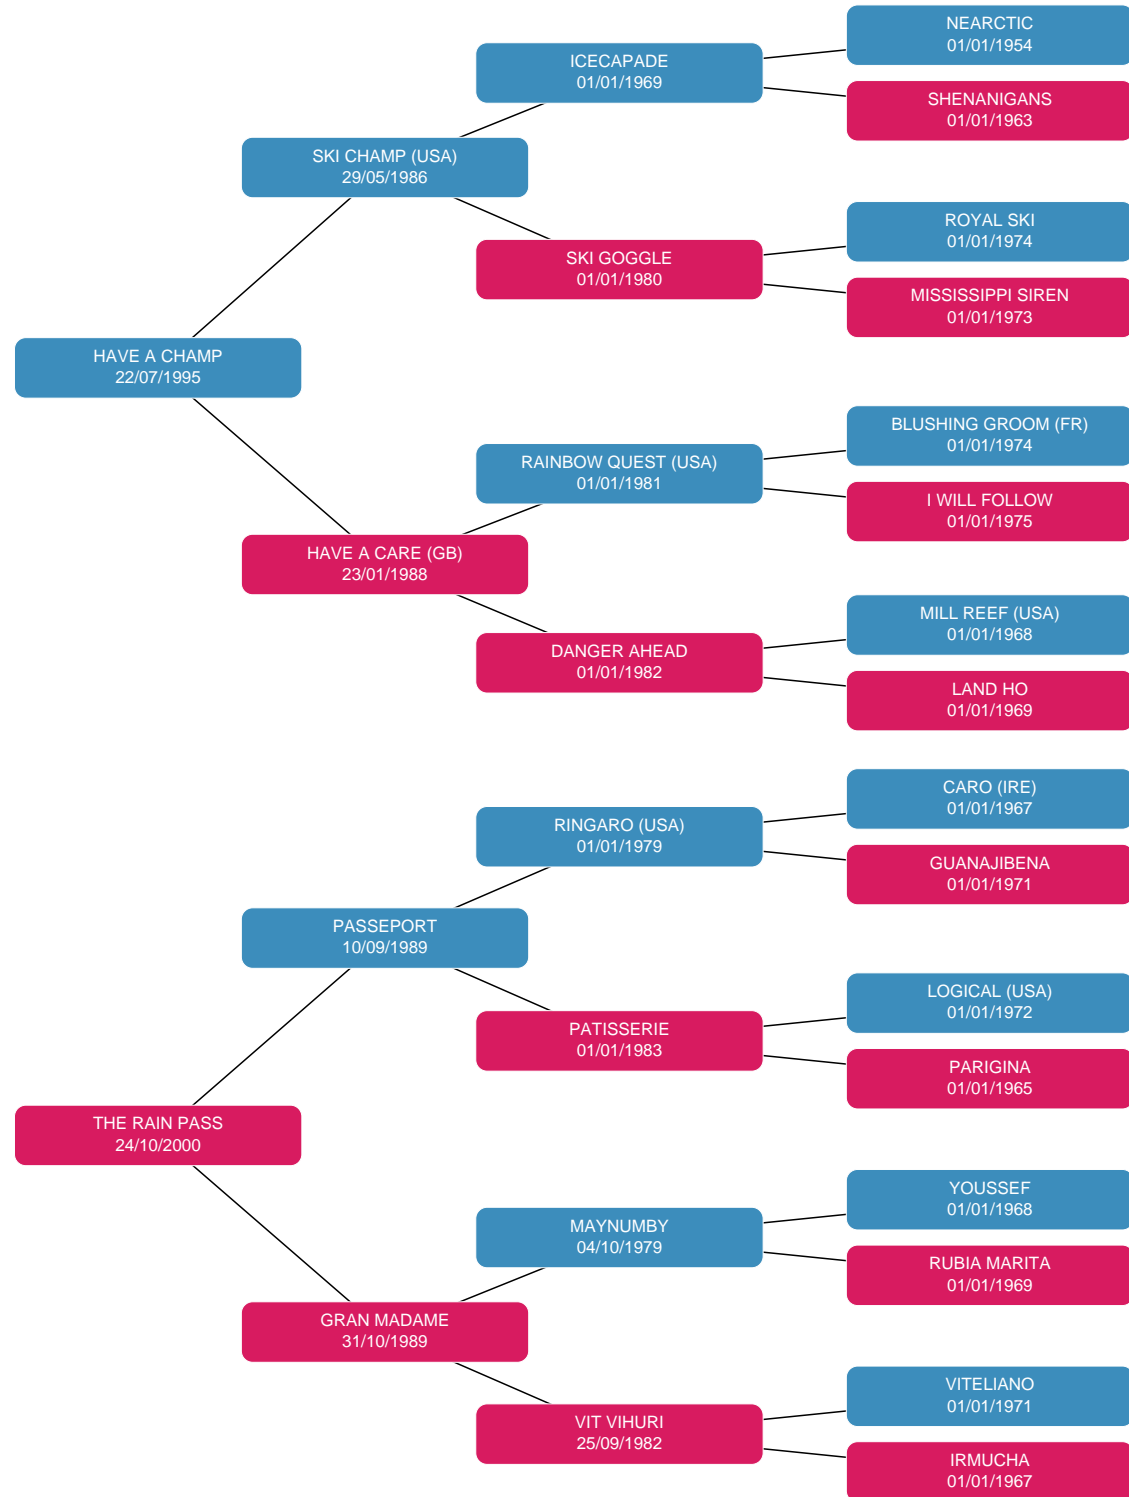 NEARCTIC
01/01/1954
ICECAPADE
01/01/1969
SHENANIGANS
01/01/1963
SKI CHAMP (USA)
29/05/1986
ROYAL SKI
01/01/1974
SKI GOGGLE
01/01/1980
MISSISSIPPI SIREN
01/01/1973
HAVE A CHAMP
22/07/1995
BLUSHING GROOM (FR)
01/01/1974
RAINBOW QUEST (USA)
01/01/1981
I WILL FOLLOW
01/01/1975
HAVE A CARE (GB)
23/01/1988
MILL REEF (USA)
01/01/1968
DANGER AHEAD
01/01/1982
LAND HO
01/01/1969
CARO (IRE)
01/01/1967
RINGARO (USA)
01/01/1979
GUANAJIBENA
01/01/1971
PASSEPORT
10/09/1989
LOGICAL (USA)
01/01/1972
PATISSERIE
01/01/1983
PARIGINA
01/01/1965
THE RAIN PASS
24/10/2000
YOUSSEF
01/01/1968
MAYNUMBY
04/10/1979
RUBIA MARITA
01/01/1969
GRAN MADAME
31/10/1989
VITELIANO
01/01/1971
VIT VIHURI
25/09/1982
IRMUCHA
01/01/1967